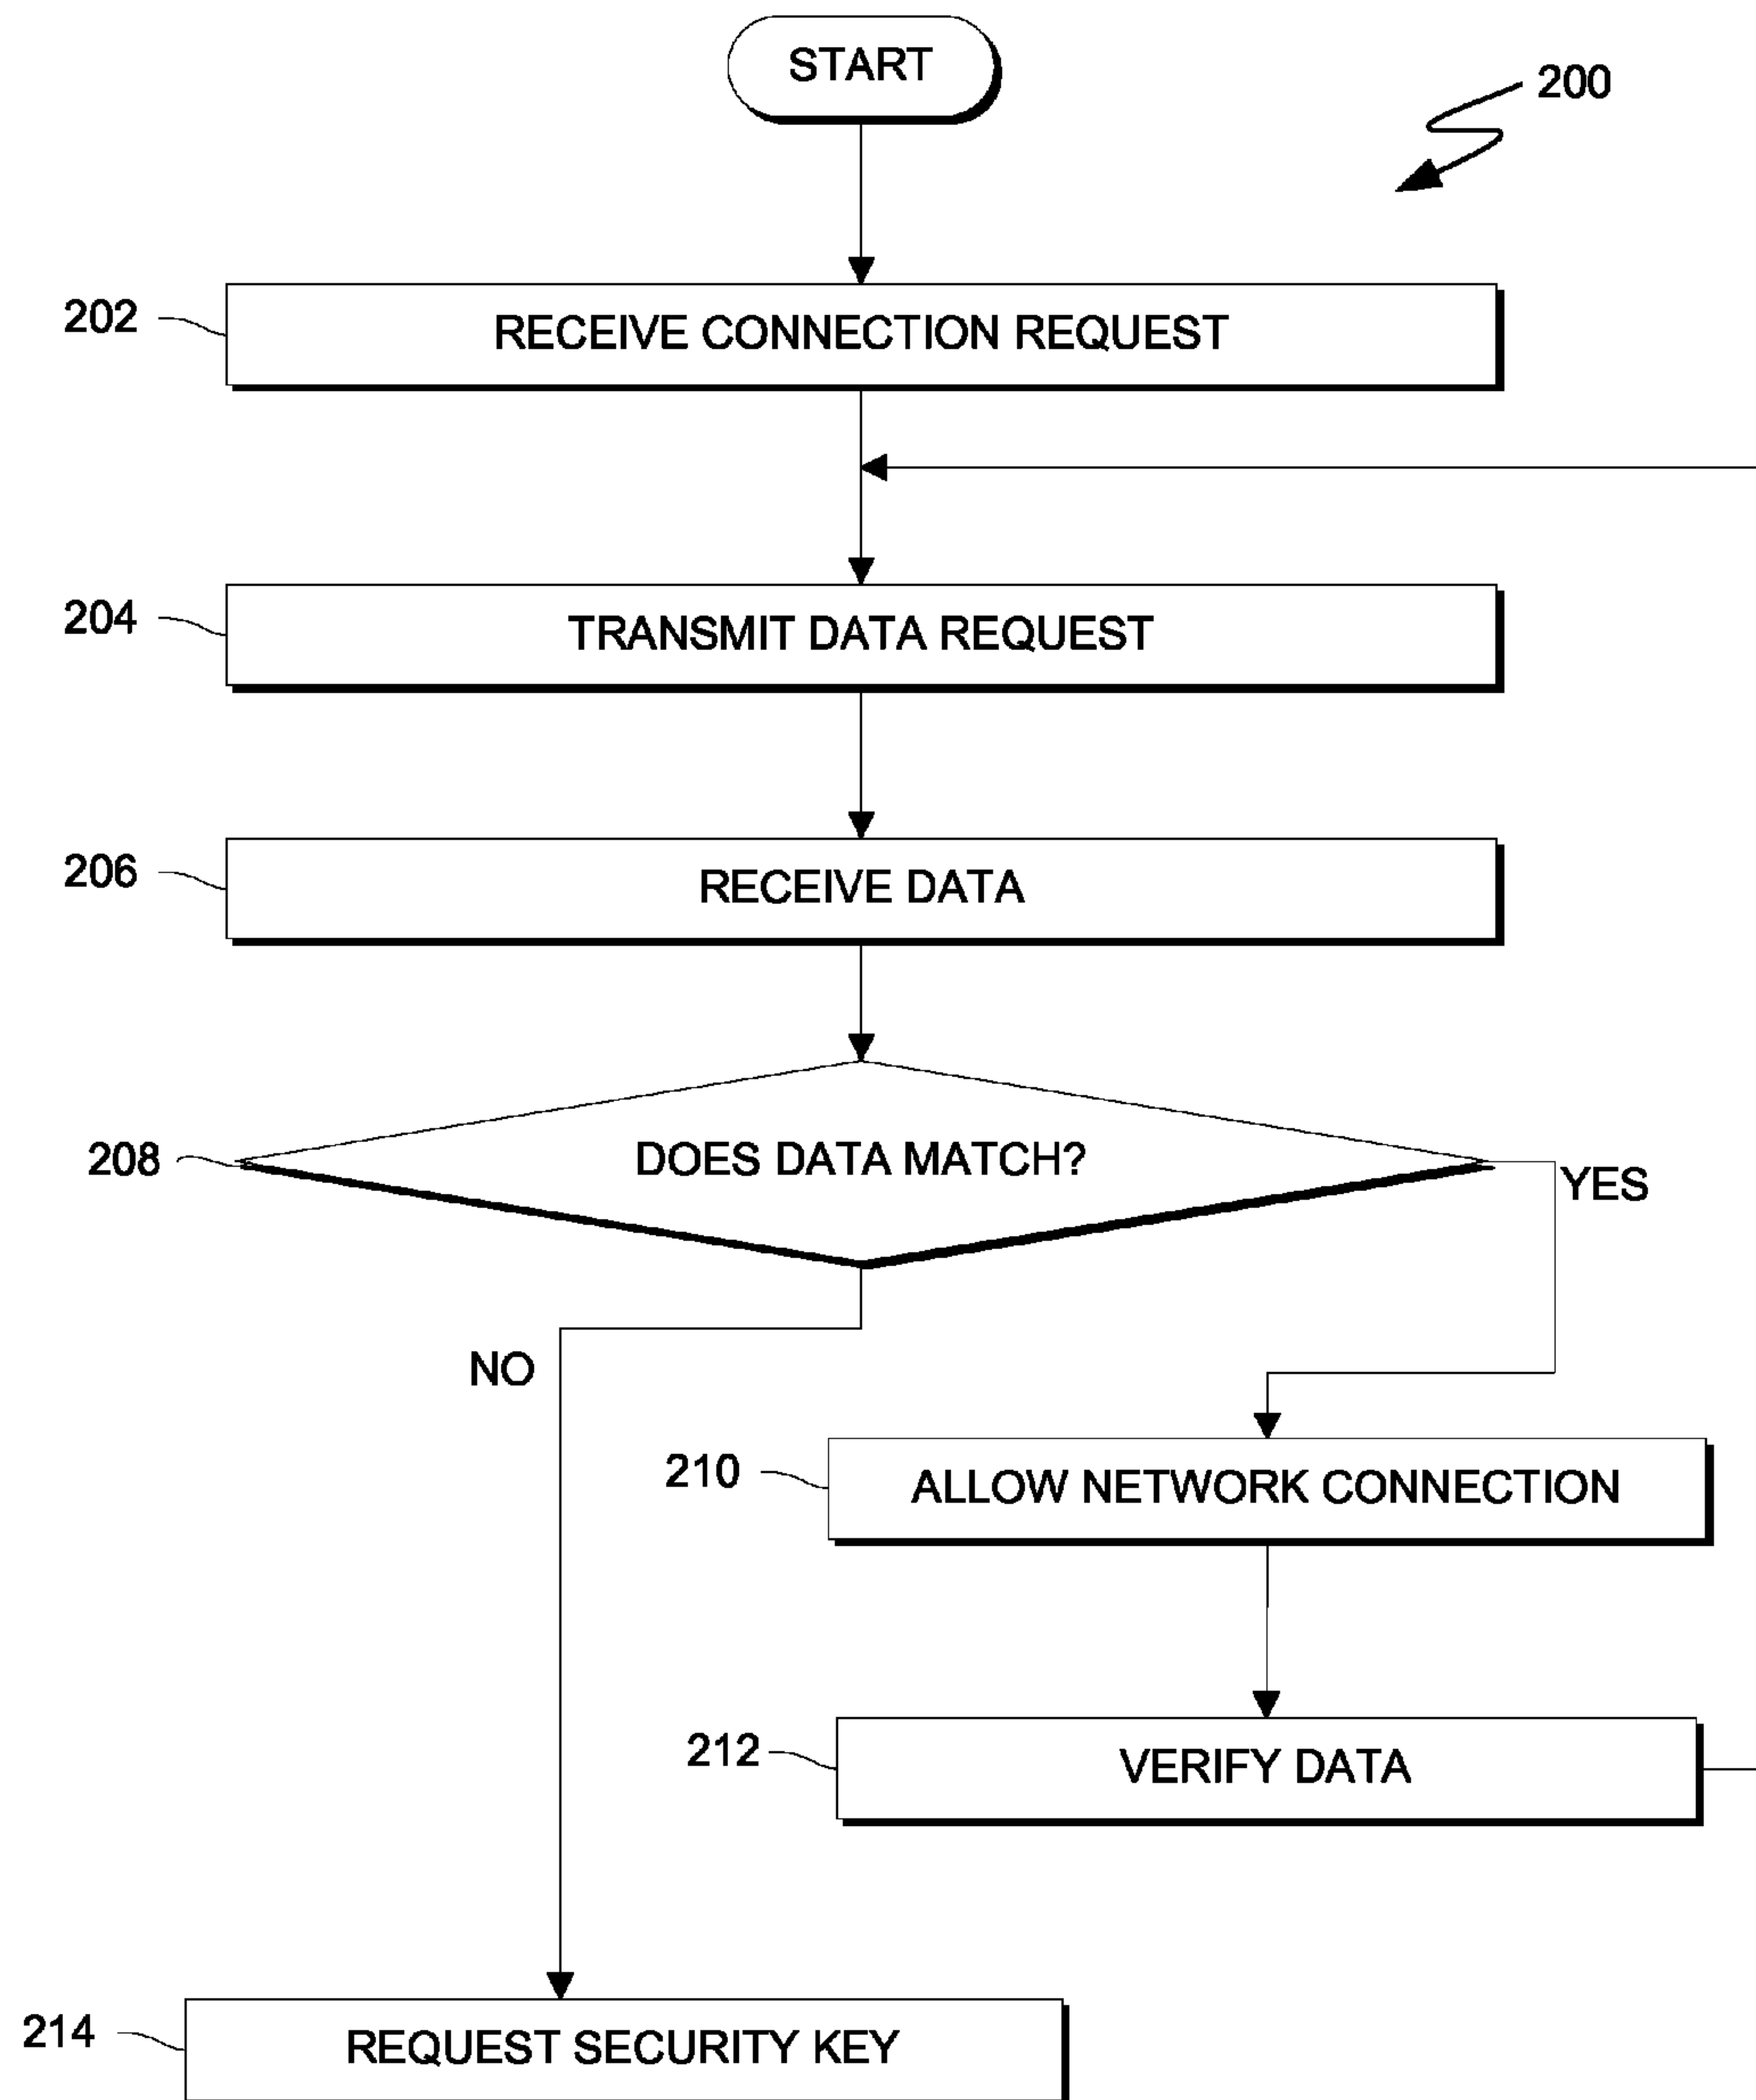 START
200
202
RECEIVE CONNECTION REQUEST
204
TRANSMIT DATA REQUEST
206
RECEIVE DATA
208
DOES DATA MATCH?
YES
NO
210
ALLOW NETWORK CONNECTION
212
VERIFY DATA
214
REQUEST SECURITY KEY